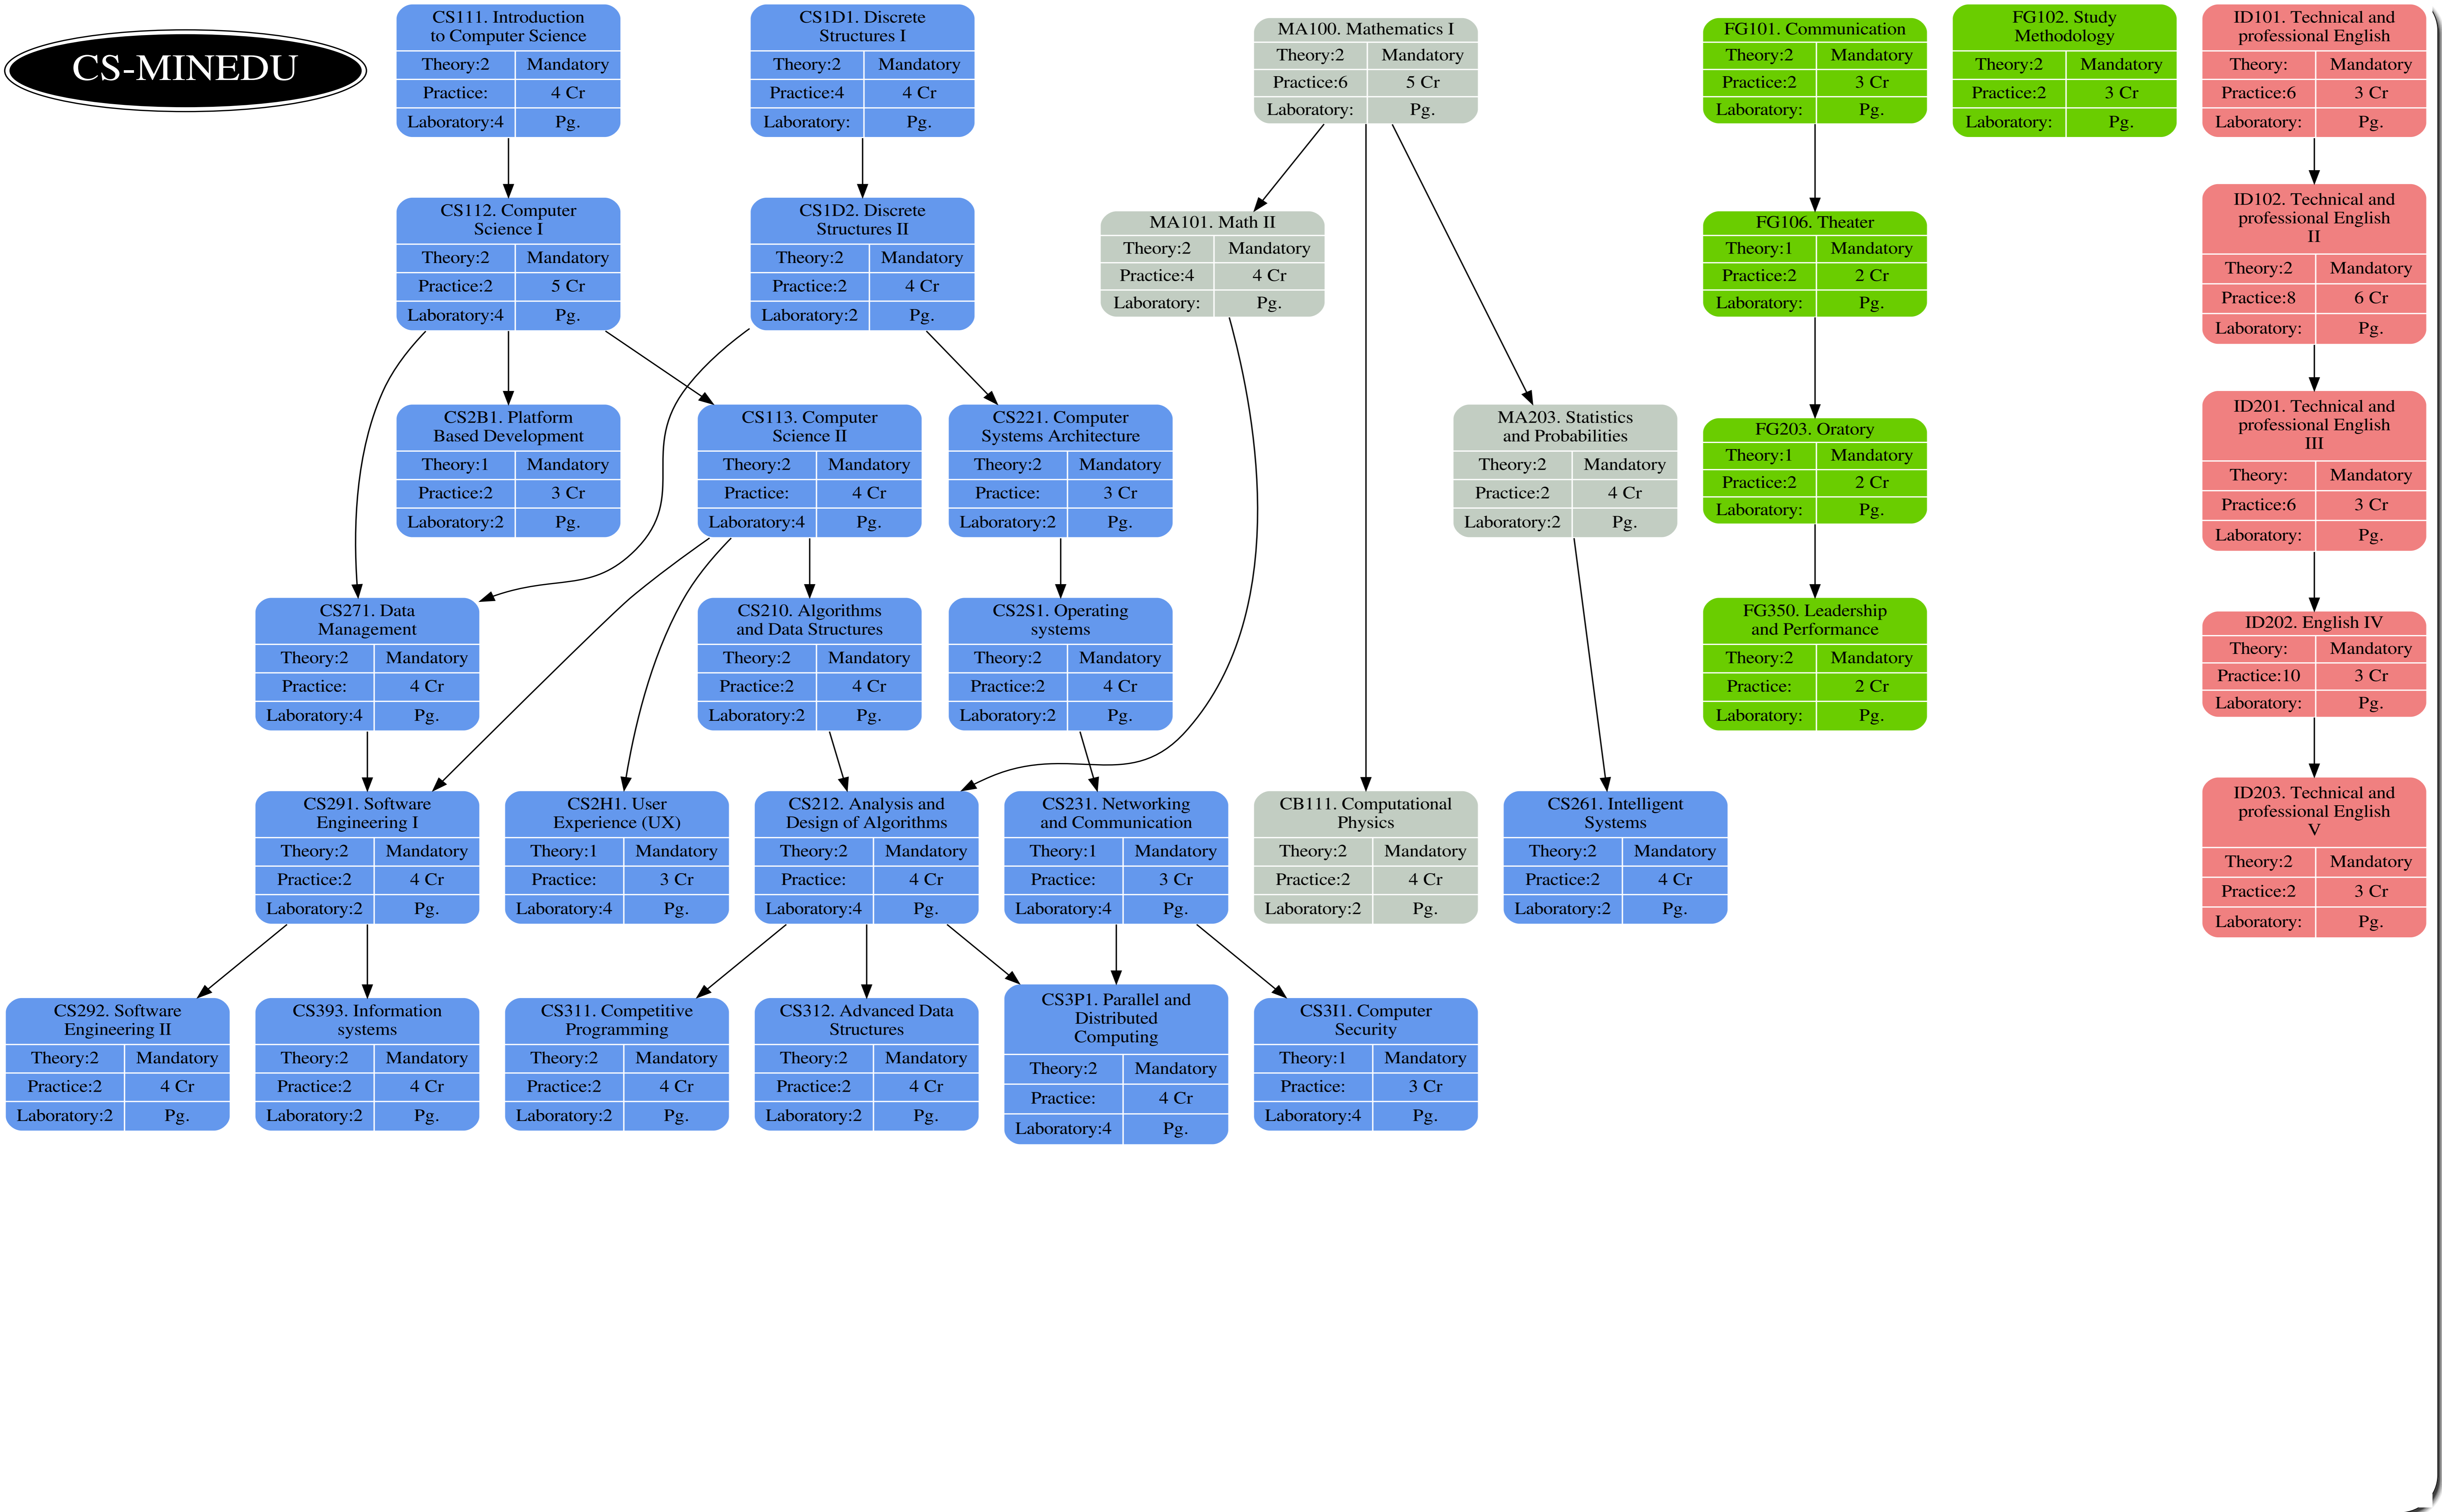 CS-MINEDU
CS111. Introduction
to Computer Science
Theory:2
Mandatory
Practice:
4 Cr
Laboratory:4
Pg.
CS1D1. Discrete
Structures I
Theory:2
Mandatory
Practice:4
4 Cr
Laboratory:
Pg.
MA100. Mathematics I
Theory:2
Mandatory
Practice:6
5 Cr
Laboratory:
Pg.
FG101. Communication
Theory:2
Mandatory
Practice:2
3 Cr
Laboratory:
Pg.
FG102. Study
Methodology
Theory:2
Mandatory
Practice:2
3 Cr
Laboratory:
Pg.
ID101. Technical and
professional English
Theory:
Mandatory
Practice:6
3 Cr
Laboratory:
Pg.
CS112. Computer
Science I
Theory:2
Mandatory
Practice:2
5 Cr
Laboratory:4
Pg.
CS1D2. Discrete
Structures II
Theory:2
Mandatory
Practice:2
4 Cr
Laboratory:2
Pg.
MA101. Math II
Theory:2
Mandatory
Practice:4
4 Cr
Laboratory:
Pg.
FG106. Theater
Theory:1
Mandatory
Practice:2
2 Cr
Laboratory:
Pg.
ID102. Technical and
professional English
II
Theory:2
Mandatory
Practice:8
6 Cr
Laboratory:
Pg.
CS2B1. Platform
Based Development
Theory:1
Mandatory
Practice:2
3 Cr
Laboratory:2
Pg.
CS113. Computer
Science II
Theory:2
Mandatory
Practice:
4 Cr
Laboratory:4
Pg.
CS221. Computer
Systems Architecture
Theory:2
Mandatory
Practice:
3 Cr
Laboratory:2
Pg.
MA203. Statistics
and Probabilities
Theory:2
Mandatory
Practice:2
4 Cr
Laboratory:2
Pg.
FG203. Oratory
Theory:1
Mandatory
Practice:2
2 Cr
Laboratory:
Pg.
ID201. Technical and
professional English
III
Theory:
Mandatory
Practice:6
3 Cr
Laboratory:
Pg.
CS271. Data
Management
Theory:2
Mandatory
Practice:
4 Cr
Laboratory:4
Pg.
CS210. Algorithms
and Data Structures
Theory:2
Mandatory
Practice:2
4 Cr
Laboratory:2
Pg.
CS2S1. Operating
systems
Theory:2
Mandatory
Practice:2
4 Cr
Laboratory:2
Pg.
FG350. Leadership
and Performance
Theory:2
Mandatory
Practice:
2 Cr
Laboratory:
Pg.
ID202. English IV
Theory:
Mandatory
Practice:10
3 Cr
Laboratory:
Pg.
CS291. Software
Engineering I
Theory:2
Mandatory
Practice:2
4 Cr
Laboratory:2
Pg.
CS2H1. User
Experience (UX)
Theory:1
Mandatory
Practice:
3 Cr
Laboratory:4
Pg.
CS212. Analysis and
Design of Algorithms
Theory:2
Mandatory
Practice:
4 Cr
Laboratory:4
Pg.
CS231. Networking
and Communication
Theory:1
Mandatory
Practice:
3 Cr
Laboratory:4
Pg.
CB111. Computational
Physics
Theory:2
Mandatory
Practice:2
4 Cr
Laboratory:2
Pg.
CS261. Intelligent
Systems
Theory:2
Mandatory
Practice:2
4 Cr
Laboratory:2
Pg.
ID203. Technical and
professional English
V
Theory:2
Mandatory
Practice:2
3 Cr
Laboratory:
Pg.
CS292. Software
Engineering II
Theory:2
Mandatory
Practice:2
4 Cr
Laboratory:2
Pg.
CS393. Information
systems
Theory:2
Mandatory
Practice:2
4 Cr
Laboratory:2
Pg.
CS311. Competitive
Programming
Theory:2
Mandatory
Practice:2
4 Cr
Laboratory:2
Pg.
CS312. Advanced Data
Structures
Theory:2
Mandatory
Practice:2
4 Cr
Laboratory:2
Pg.
CS3P1. Parallel and
Distributed
Computing
Theory:2
Mandatory
Practice:
4 Cr
Laboratory:4
Pg.
CS3I1. Computer
Security
Theory:1
Mandatory
Practice:
3 Cr
Laboratory:4
Pg.